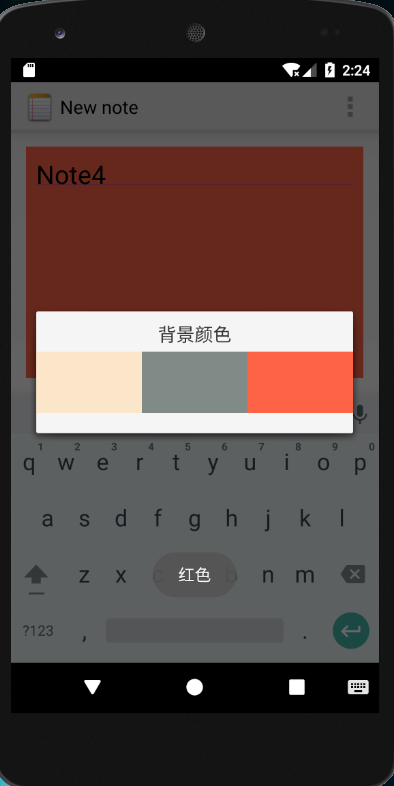 2:24
New note
Note4
背景颜色
1 2 3 4 5 6 7 8 9 0
q w e r t y u i o p
a s d f g h j k l
z x c b n m
红色
?123 , .